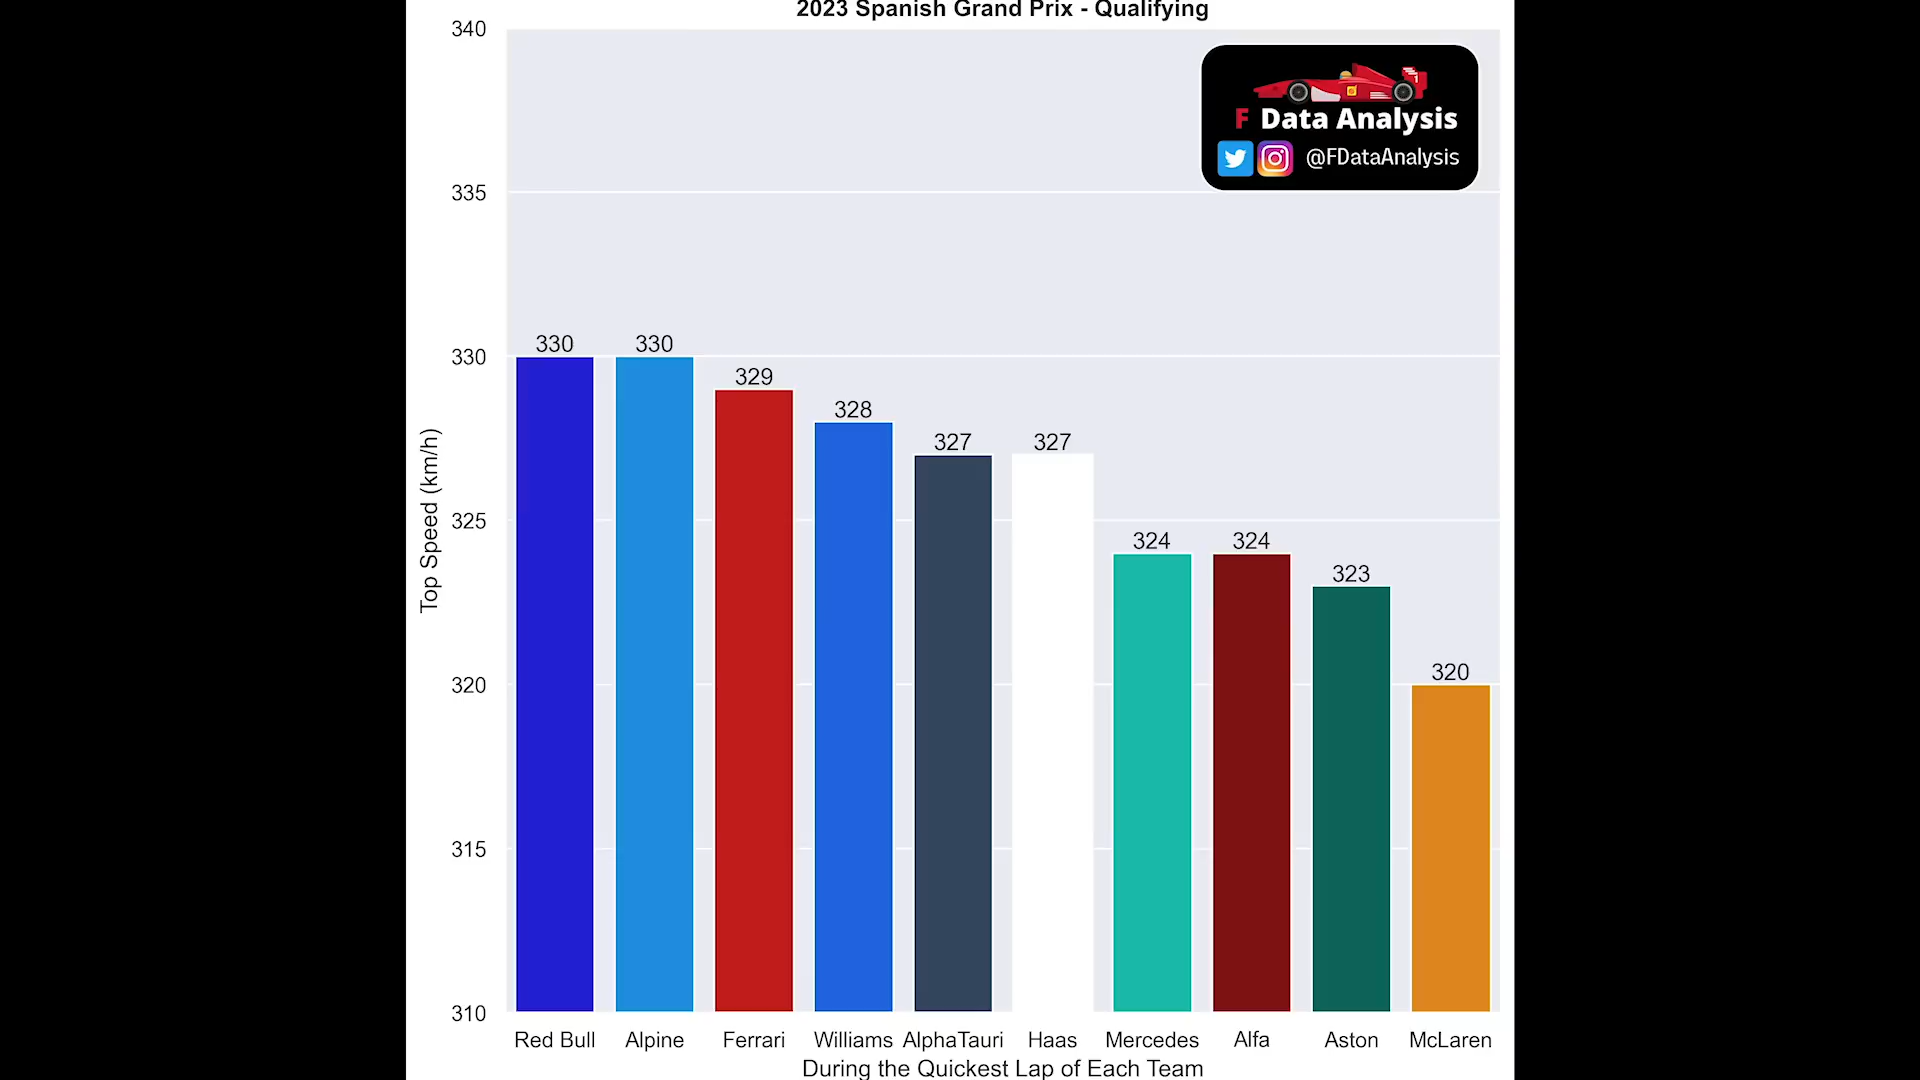 2023 Spanish Grand Prix - Qualifying
340
335
330
325
320
315
310
Top Speed (km/h)
F Data Analysis
@FDataAnalysis
330
330
329
328
327
327
324
324
323
320
Red Bull Alpine Ferrari Williams AlphaTauri Haas Mercedes Alfa Aston McLaren
During the Quickest Lap of Each Team